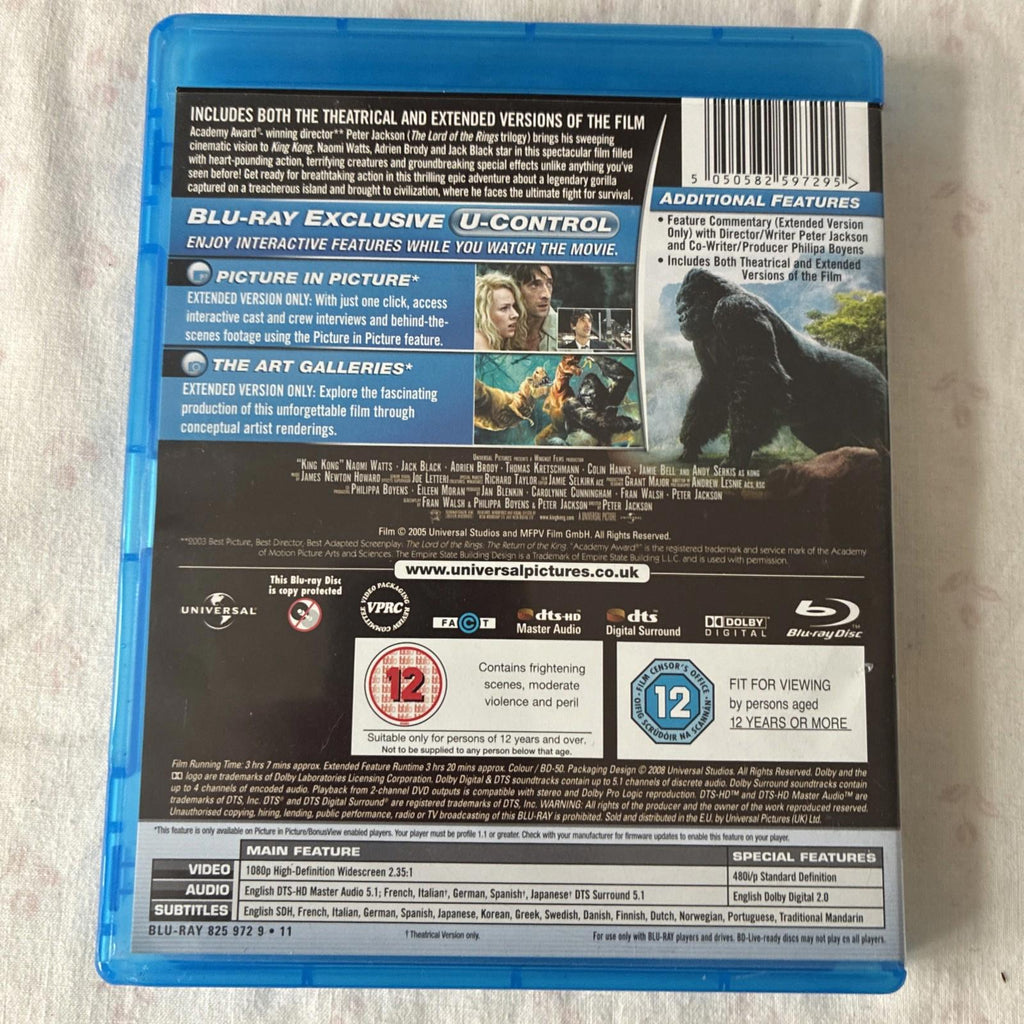 INCLUDES BOTH THE THEATRICAL AND EXTENDED VERSIONS OF THE FILM
Academy Award®- winning director** Peter Jackson (The Lord of the Rings trilogy) brings his sweeping
cinematic vision to King Kong. Naomi Watts, Adrien Brody and Jack Black star in this spectacular film filled
with heart-pounding action, terrifying creatures and groundbreaking special effects unlike anything you've
seen before! Get ready for breathtaking action in this thrilling epic adventure about a legendary gorilla
captured on a treacherous island and brought to civilization, where he faces the ultimate fight for survival.
5 050582 597295 >
BLU-RAY EXCLUSIVE U-CONTROL
ENJOY INTERACTIVE FEATURES WHILE YOU WATCH THE MOVIE.
PICTURE IN PICTURE*
EXTENDED VERSION ONLY: With just one click, access
interactive cast and crew interviews and behind-the-
scenes footage using the Picture in Picture feature.
THE ART GALLERIES*
EXTENDED VERSION ONLY: Explore the fascinating
production of this unforgettable film through
conceptual artist renderings.
ADDITIONAL FEATURES
• Feature Commentary (Extended Version
Only) with Director/Writer Peter Jackson
and Co-Writer/Producer Philipa Boyens
• Includes Both Theatrical and Extended
Versions of the Film
UNIVERSAL PICTURES PRESENTS A WINGNUT FILMS PRODUCTION
"KING KONG" NAOMI WATTS · JACK BLACK · ADRIEN BRODY · THOMAS KRETSCHMANN · COLIN HANKS · JAMIE BELL AND ANDY SERKIS AS KONG
JAMES NEWTON HOWARD JOE LETTERI RICHARD TAYLOR JAMIE SELKIRK ACE GRANT MAJOR ANDREW LESNIE ACS, ASC
PHILIPPA BOYENS · EILEEN MORAN JAN BLENKIN · CAROLYNNE CUNNINGHAM · FRAN WALSH · PETER JACKSON
FRAN WALSH & PHILIPPA BOYENS & PETER JACKSON DIRECTED BY PETER JACKSON
www.kingkong.com A UNIVERSAL PICTURE
Film © 2005 Universal Studios and MFPV Film GmbH. All Rights Reserved.
**2003 Best Picture, Best Director, Best Adapted Screenplay: The Lord of the Rings: The Return of the King. "Academy Award®" is the registered trademark and service mark of the Academy
of Motion Picture Arts and Sciences. The Empire State Building Design is a Trademark of Empire State Building L.L.C. and is used with permission.
www.universalpictures.co.uk
UNIVERSAL
This Blu-ray Disc
is copy protected
VIDEO PACKAGING REVIEW COMMITTEE
VPRC
FACT
dts-HD
Master Audio
dts
Digital Surround
DOLBY
DIGITAL
Blu-ray Disc
12
Contains frightening
scenes, moderate
violence and peril
Suitable only for persons of 12 years and over.
Not to be supplied to any person below that age.
FILM CENSOR'S OFFICE
12
OIFIG SCRÚDÓIR NA SCANNÁN
FIT FOR VIEWING
by persons aged
12 YEARS OR MORE
Film Running Time: 3 hrs 7 mins approx. Extended Feature Runtime 3 hrs 20 mins approx. Colour / BD-50. Packaging Design © 2008 Universal Studios. All Rights Reserved. Dolby and the
logo are trademarks of Dolby Laboratories Licensing Corporation. Dolby Digital & DTS soundtracks contain up to 5.1 channels of discrete audio. Dolby Surround soundtracks contain
up to 4 channels of encoded audio. Playback from 2-channel DVD outputs is compatible with stereo and Dolby Pro Logic reproduction. DTS-HD™ and DTS-HD Master Audio™ are
trademarks of DTS, Inc. DTS® and DTS Digital Surround® are registered trademarks of DTS, Inc. WARNING: All rights of the producer and the owner of the work reproduced reserved.
Unauthorised copying, hiring, lending, public performance, radio or TV broadcasting of this BLU-RAY is prohibited. Sold and distributed in the E.U. by Universal Pictures (UK) Ltd.
*This feature is only available on Picture in Picture/BonusView enabled players. Your player must be profile 1.1 or greater. Check with your manufacturer for firmware updates to enable this feature on your player.
MAIN FEATURE
SPECIAL FEATURES
VIDEO 1080p High-Definition Widescreen 2.35:1 480i/p Standard Definition
AUDIO English DTS-HD Master Audio 5.1; French, Italian†, German, Spanish†, Japanese† DTS Surround 5.1 English Dolby Digital 2.0
SUBTITLES English SDH, French, Italian, German, Spanish, Japanese, Korean, Greek, Swedish, Danish, Finnish, Dutch, Norwegian, Portuguese, Traditional Mandarin
BLU-RAY 825 972 9 • 11
† Theatrical Version only.
For use only with BLU-RAY players and drives. BD-Live-ready discs may not play on all players.